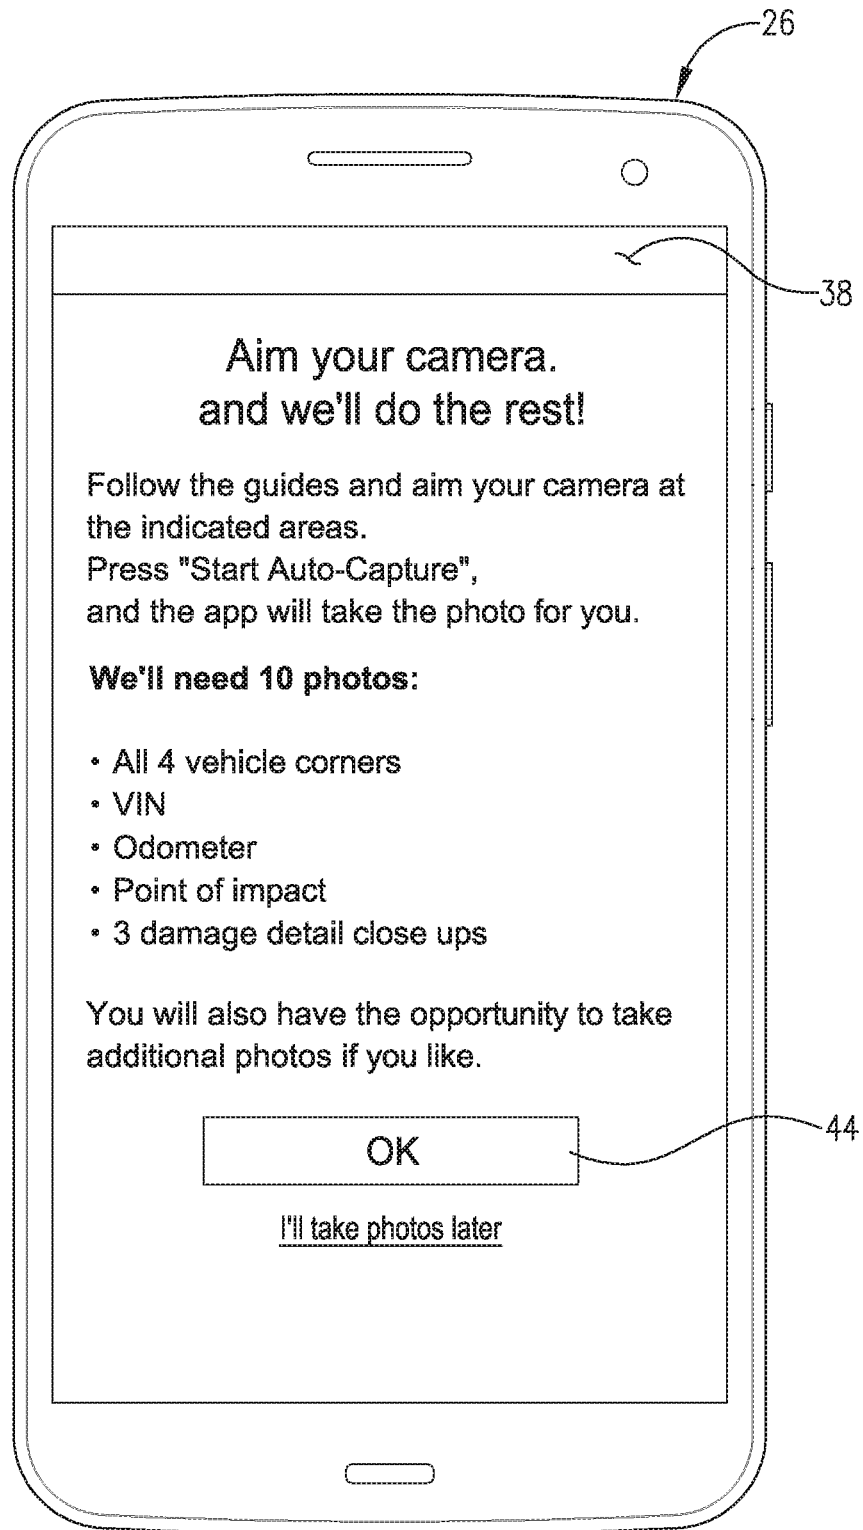 26
38
Aim your camera.
and we'll do the rest!
Follow the guides and aim your camera at
the indicated areas.
Press "Start Auto-Capture",
and the app will take the photo for you.
We'll need 10 photos:
• All 4 vehicle corners
• VIN
• Odometer
• Point of impact
• 3 damage detail close ups
You will also have the opportunity to take
additional photos if you like.
OK
44
I'll take photos later